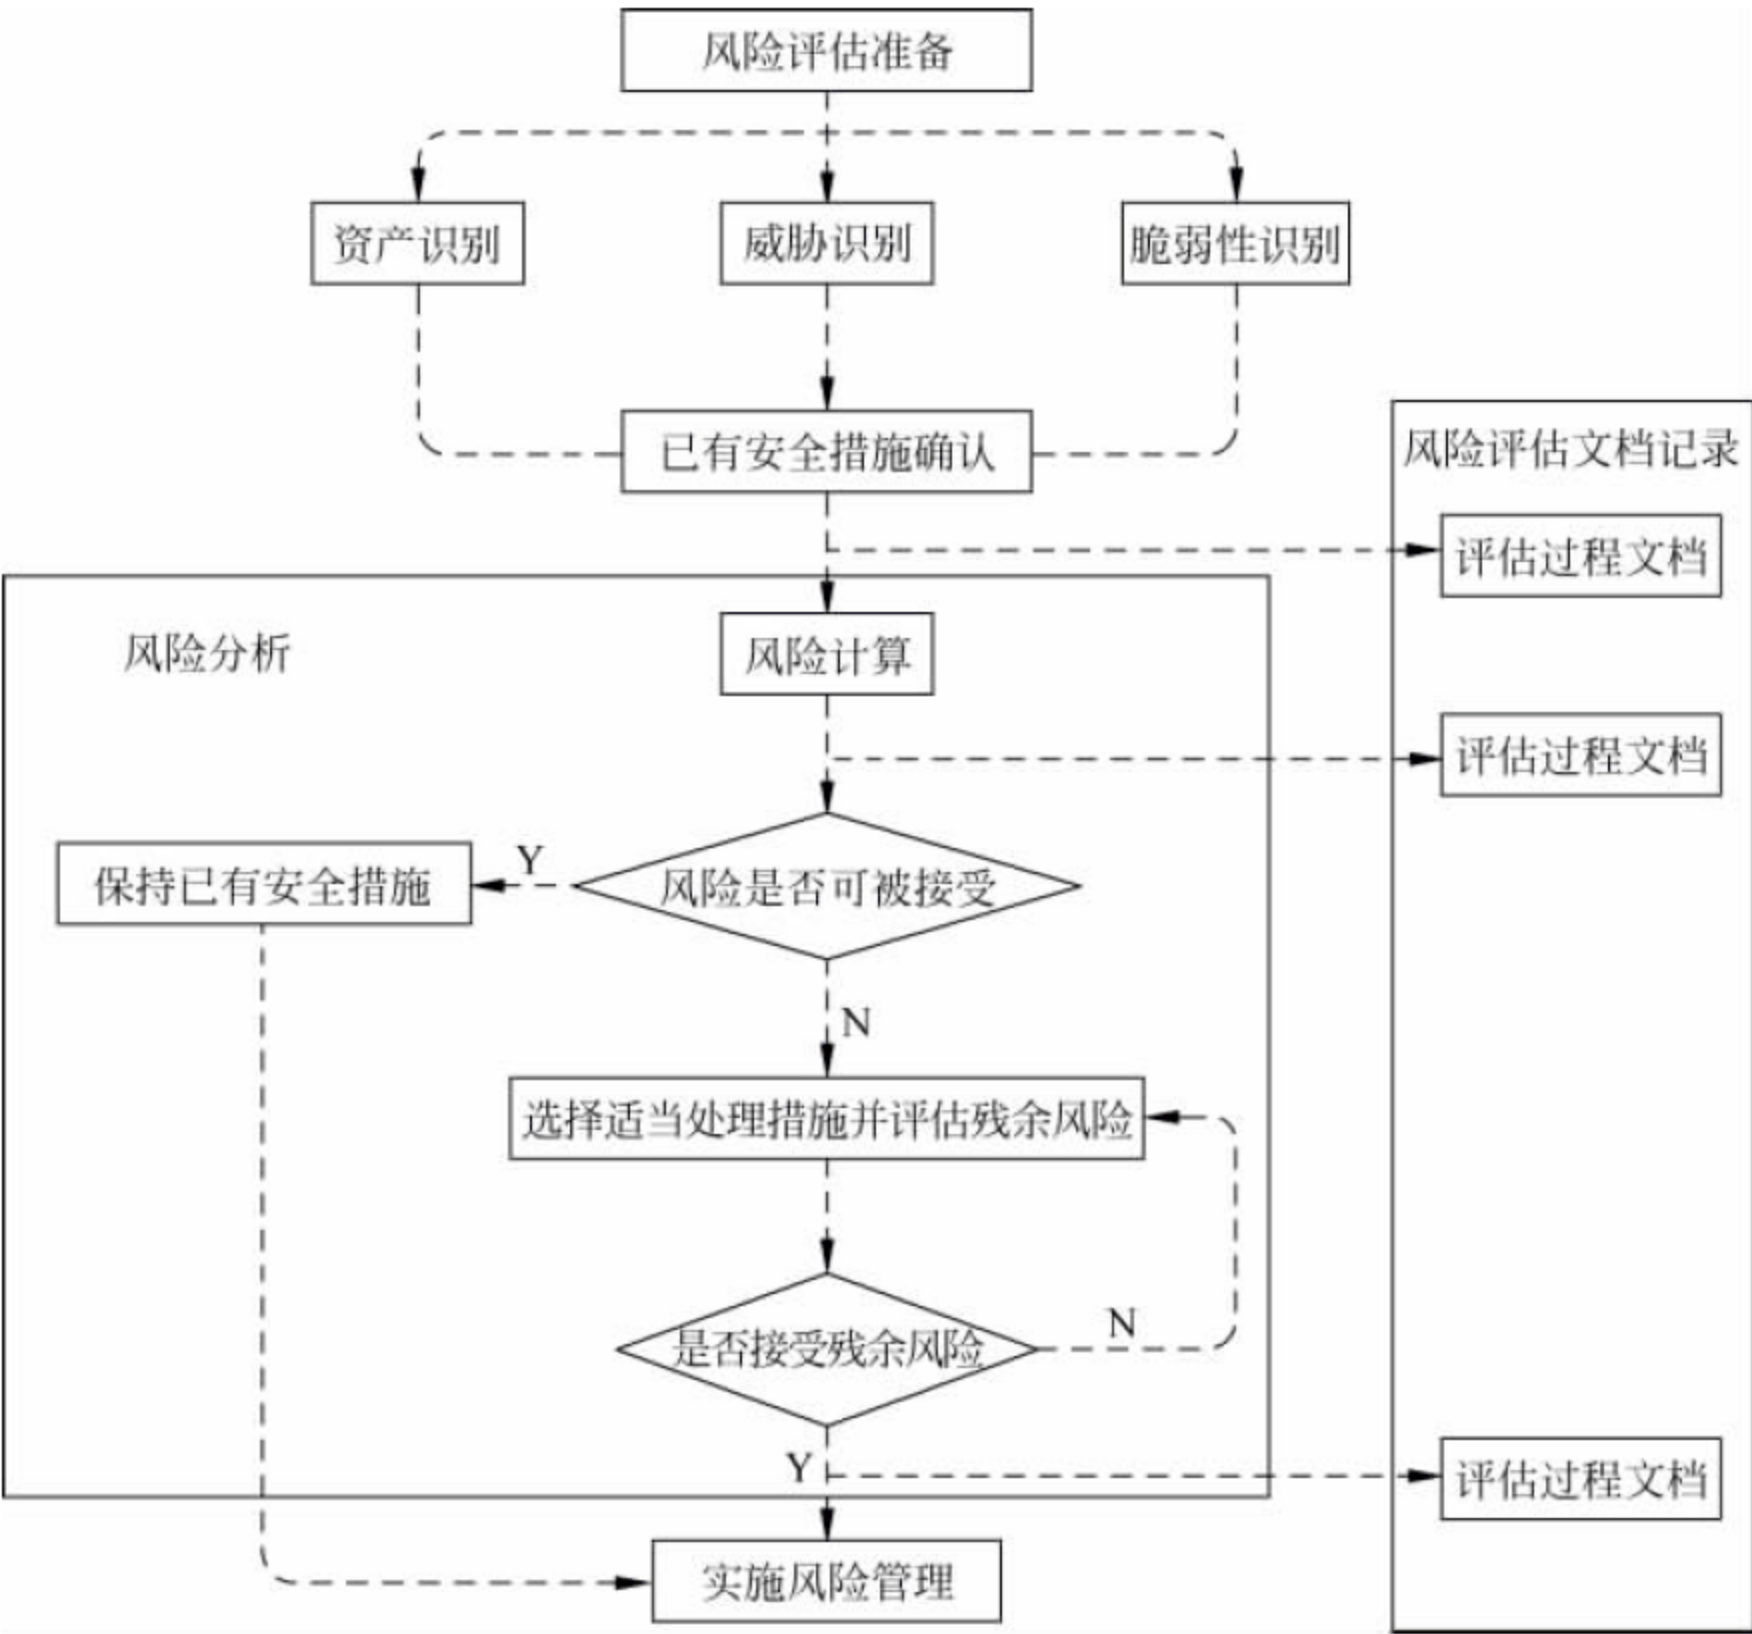 风险评估准备
资产识别
威胁识别
脆弱性识别
已有安全措施确认
风险评估文档记录
评估过程文档
风险分析
风险计算
评估过程文档
保持已有安全措施
Y
风险是否可被接受
N
选择适当处理措施并评估残余风险
是否接受残余风险
N
Y
评估过程文档
实施风险管理